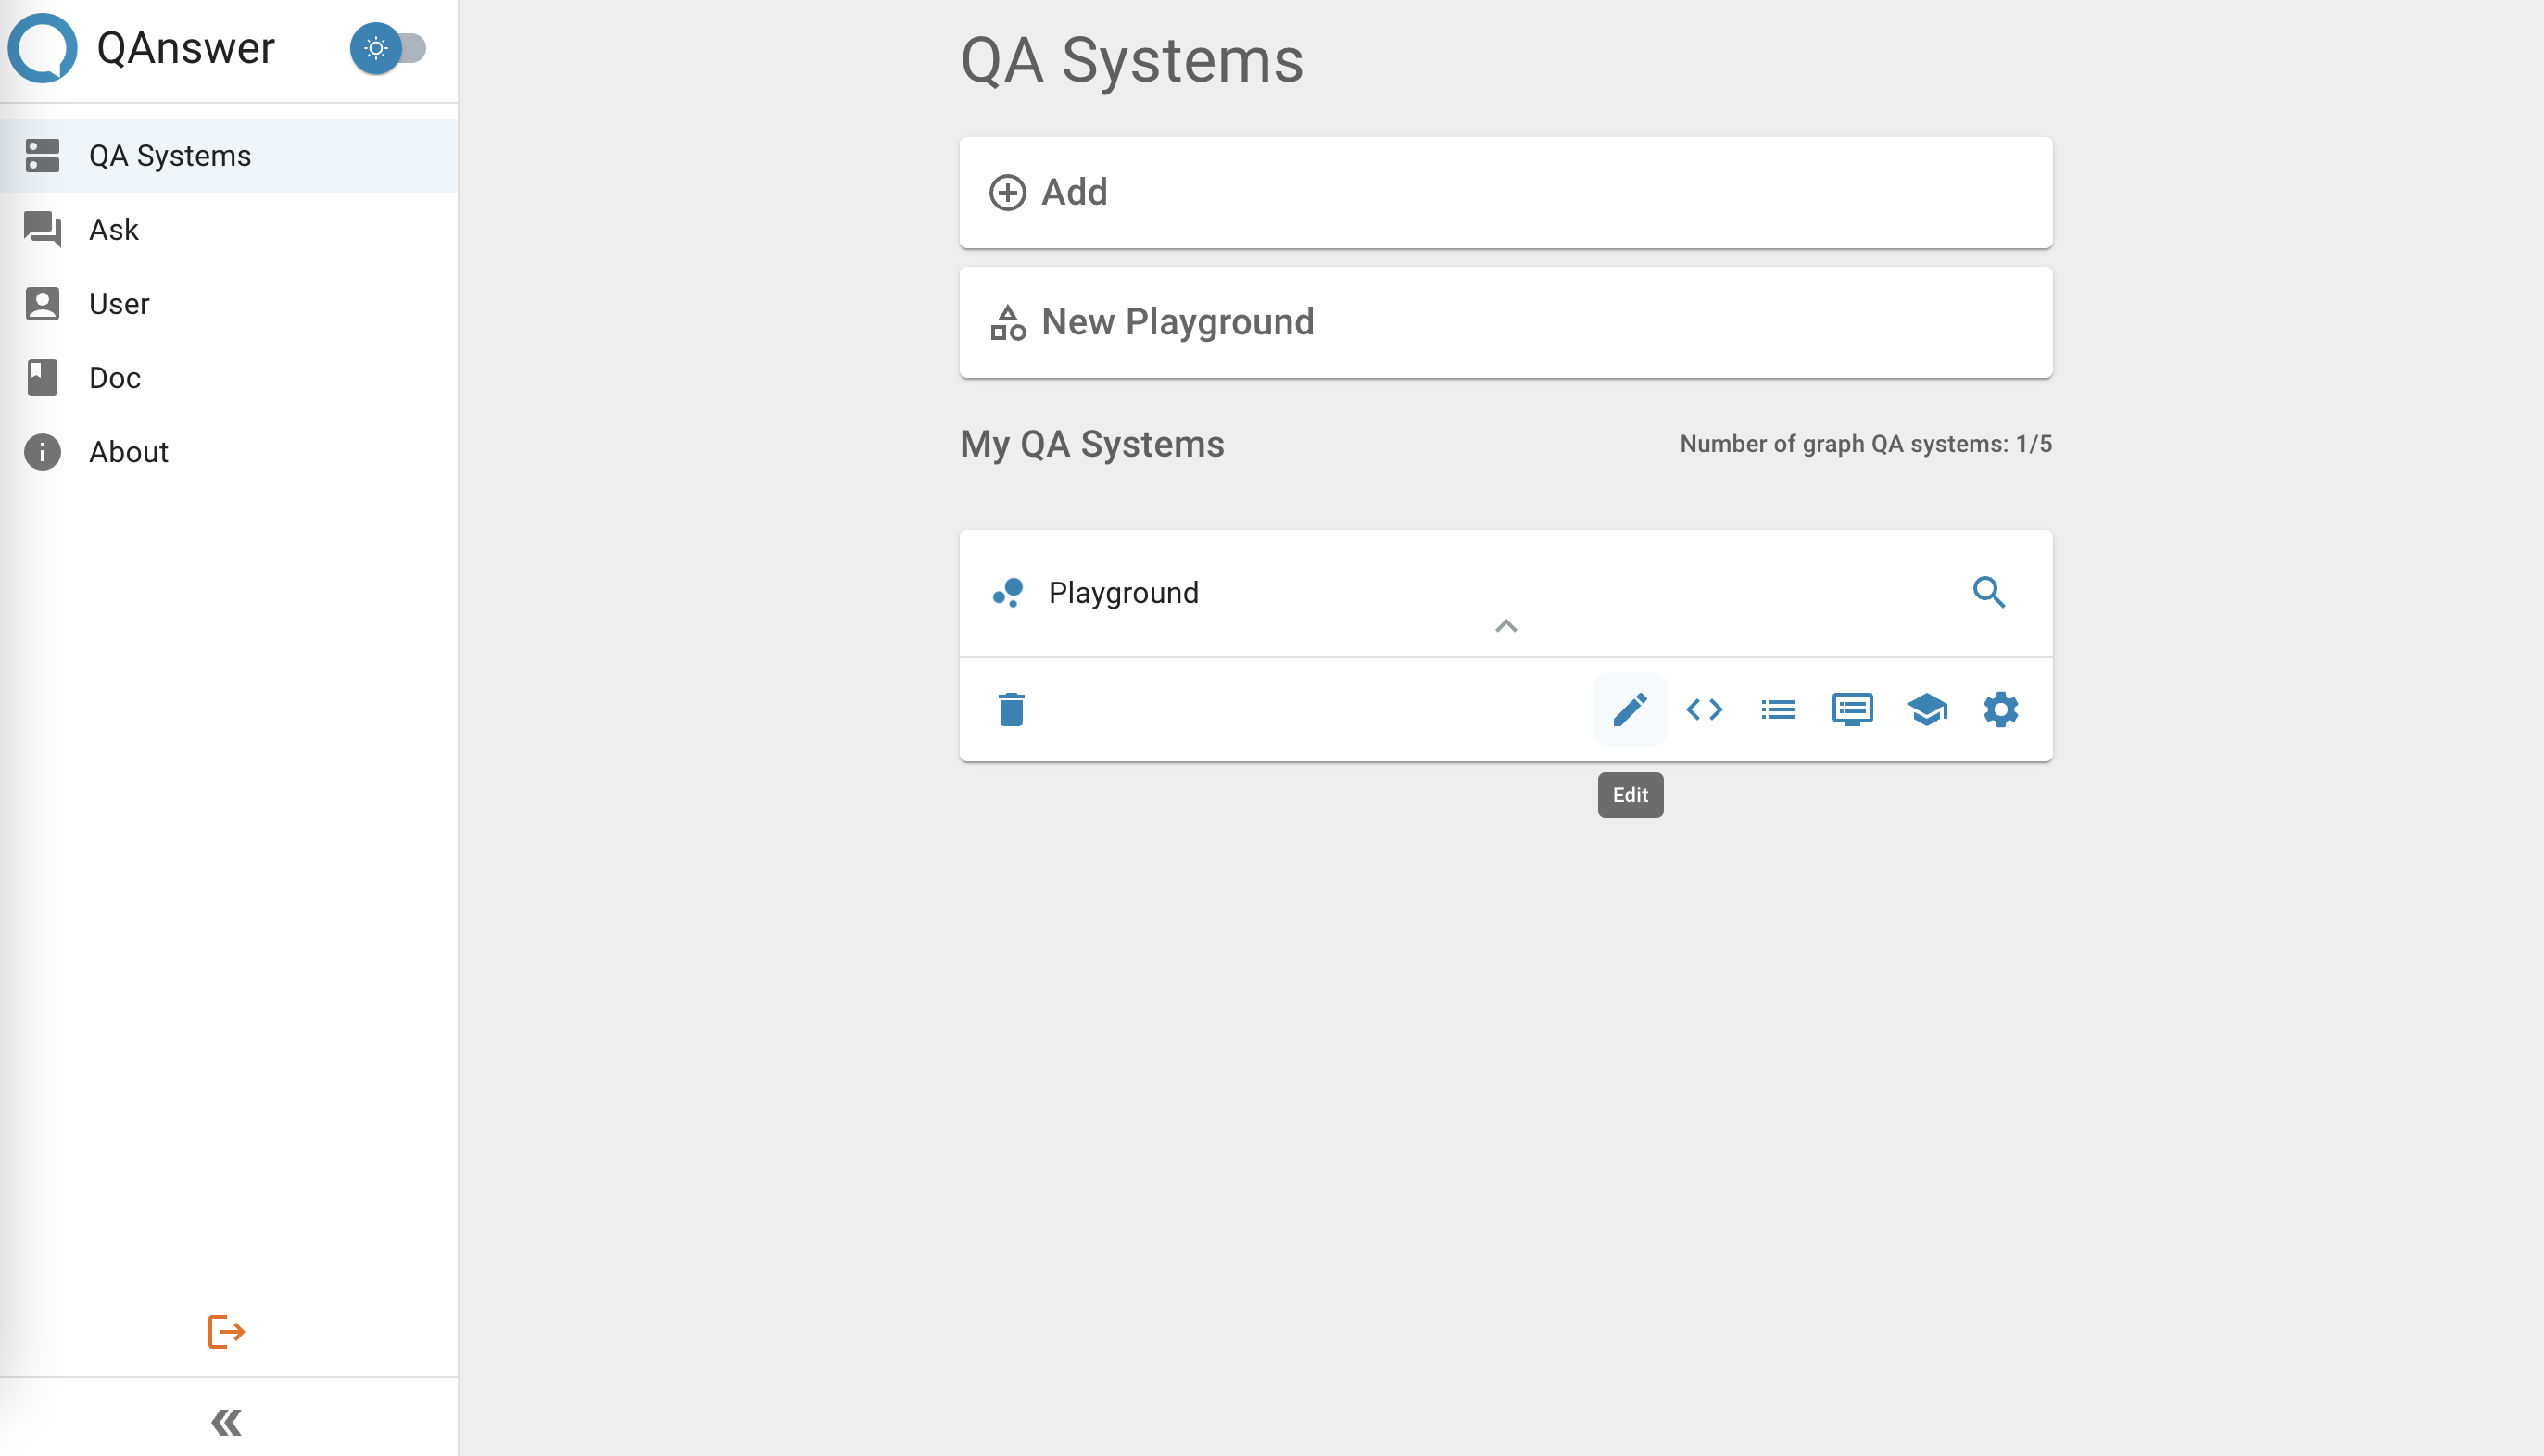 QAnswer
QA Systems
Ask
User
Doc
About
QA Systems
Add
New Playground
My QA Systems
Number of graph QA systems: 1/5
Playground
Edit